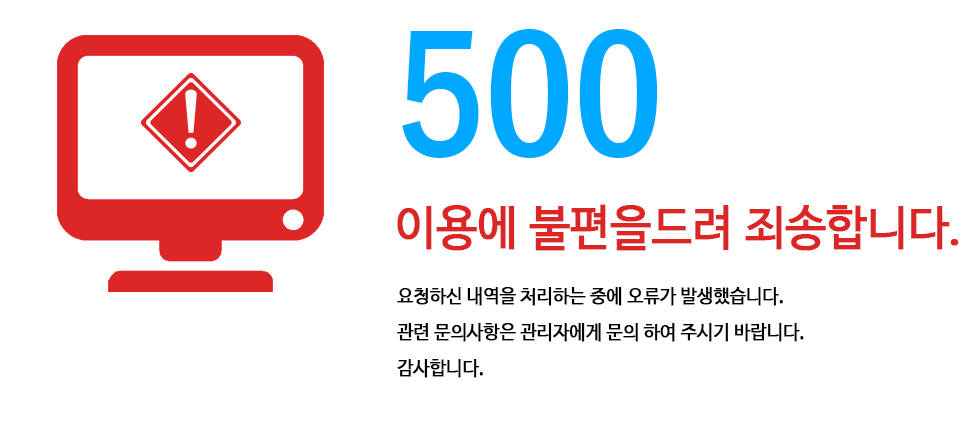 500
이용에 불편을드려 죄송합니다.
요청하신 내역을 처리하는 중에 오류가 발생했습니다.
관련 문의사항은 관리자에게 문의 하여 주시기 바랍니다.
감사합니다.